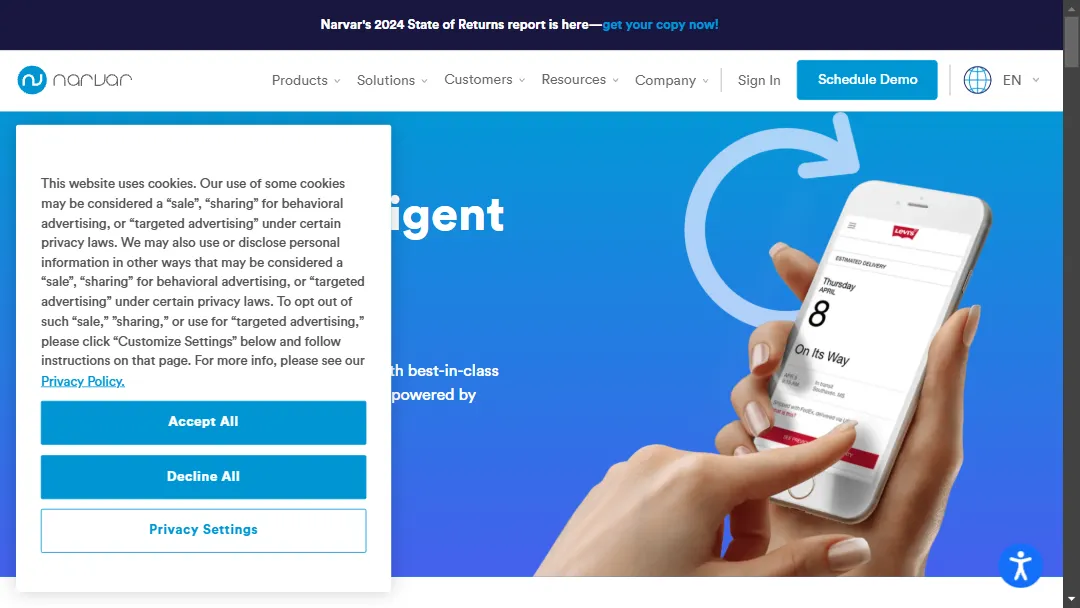 Narvar's 2024 State of Returns report is here—get your copy now!
narvar
Products
Solutions
Customers
Resources
Company
Sign In
Schedule Demo
EN
This website uses cookies. Our use of some cookies
may be considered a “sale”, “sharing” for behavioral
advertising, or “targeted advertising” under certain
privacy laws. We may also use or disclose personal
information in other ways that may be considered a
“sale”, “sharing” for behavioral advertising, or “targeted
advertising” under certain privacy laws. To opt out of
such “sale,” ”sharing,” or use for “targeted advertising,”
please click “Customize Settings” below and follow
instructions on that page. For more info, please see our
Privacy Policy.
Accept All
Decline All
Privacy Settings
igent
th best-in-class
powered by
Levi's
ESTIMATED DELIVERY
Thursday
APRIL
8
On Its Way
In transit
Shipped with FedEx, delivered